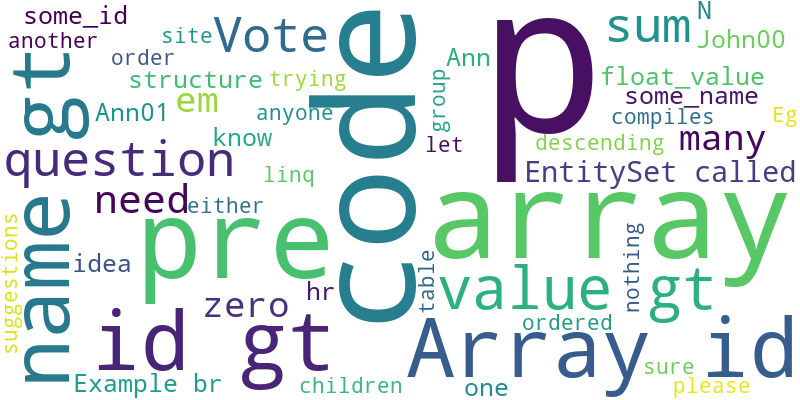 some_id
another
site
Vote
order
structure
trying
Ann01
em
anyone
know
name gt
question
linq
need
either
pre
suggestions
idea
zero
hr
id gt
Example br
children
code
p
sum
N
John00
Ann
group
float_value
some_name
compiles
Eg
let
descending
many
EntitySet called
array
table
value gt
nothing
ordered
Array id
sure
one
please